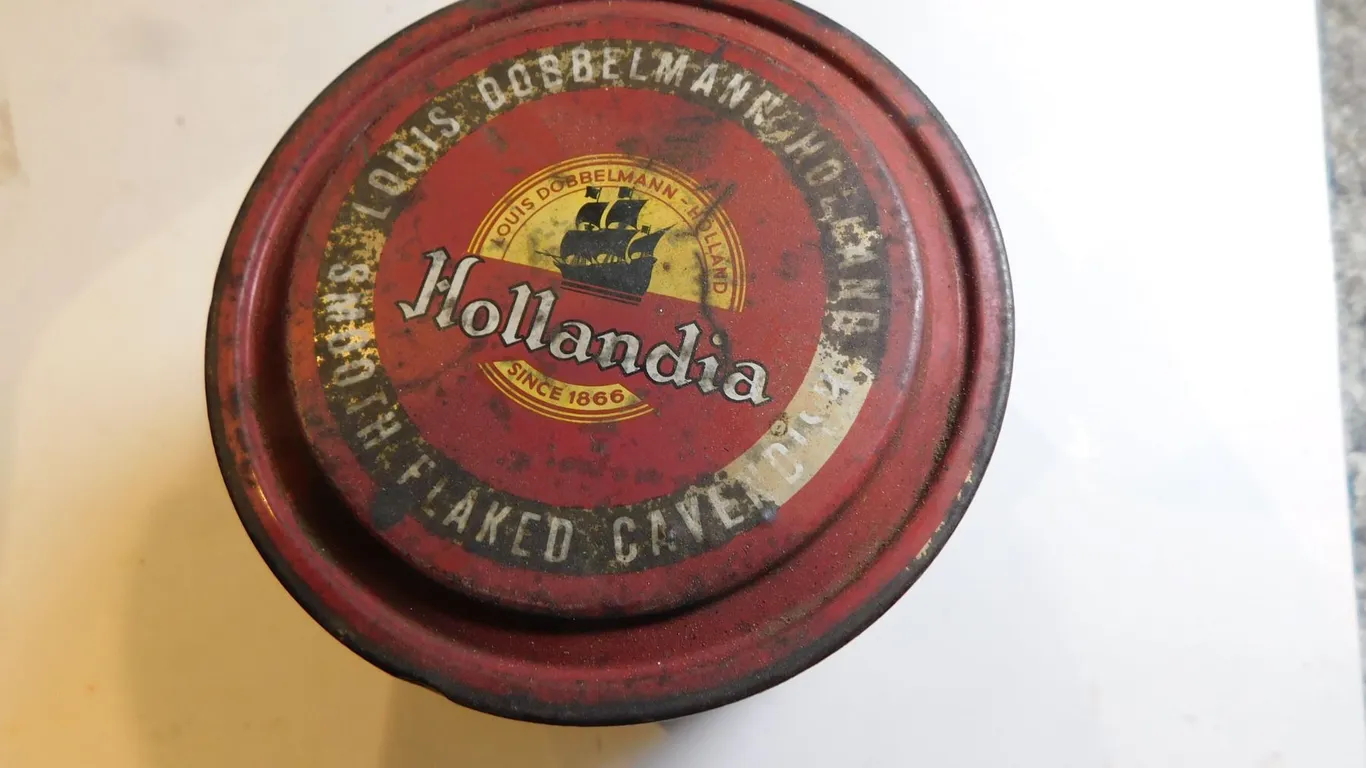 LOUIS DOBBELMANN, HOLLAND
SMOOTH FLAKED CAVENDISH
LOUIS DOBBELMANN - HOLLAND
Hollandia
SINCE 1866